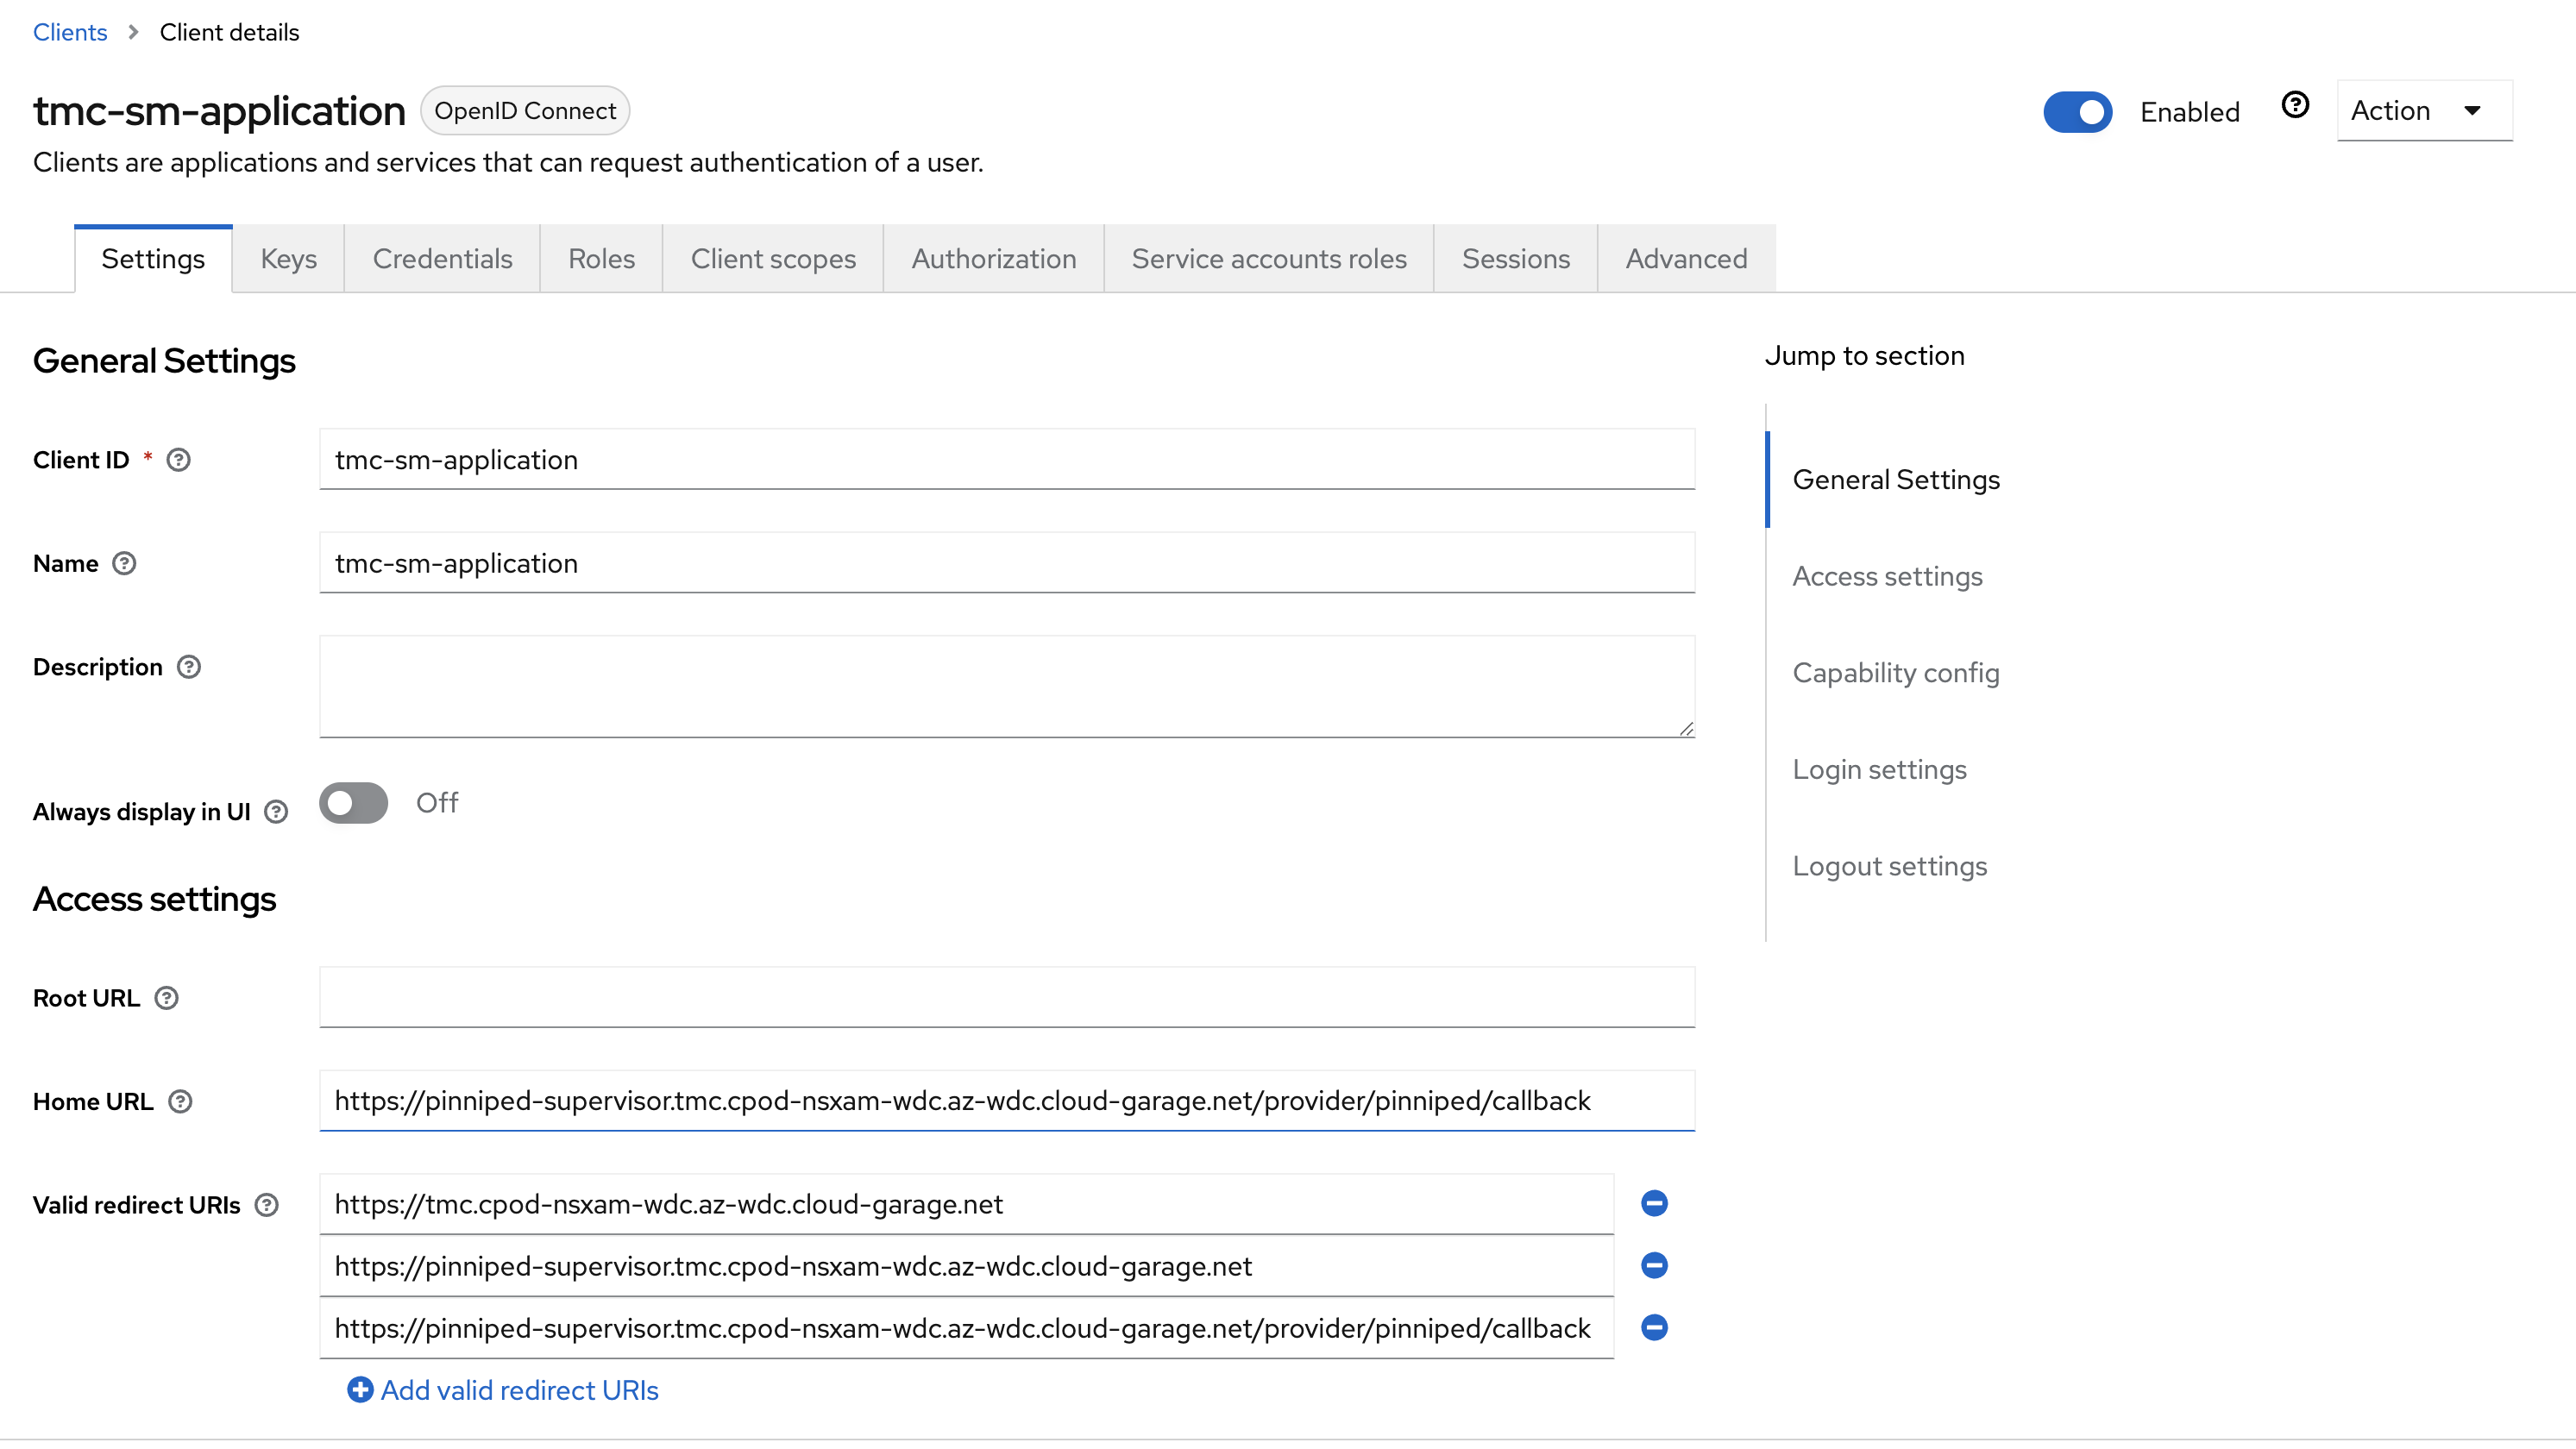 Clients > Client details
tmc-sm-application OpenID Connect
Enabled
Action
Clients are applications and services that can request authentication of a user.
Settings Keys Credentials Roles Client scopes Authorization Service accounts roles Sessions Advanced
General Settings
Jump to section
Client ID *
tmc-sm-application
General Settings
Name
tmc-sm-application
Access settings
Description
Capability config
Login settings
Always display in UI
Off
Logout settings
Access settings
Root URL
Home URL
https://pinniped-supervisor.tmc.cpod-nsxam-wdc.az-wdc.cloud-garage.net/provider/pinniped/callback
Valid redirect URIs
https://tmc.cpod-nsxam-wdc.az-wdc.cloud-garage.net
https://pinniped-supervisor.tmc.cpod-nsxam-wdc.az-wdc.cloud-garage.net
https://pinniped-supervisor.tmc.cpod-nsxam-wdc.az-wdc.cloud-garage.net/provider/pinniped/callback
Add valid redirect URIs